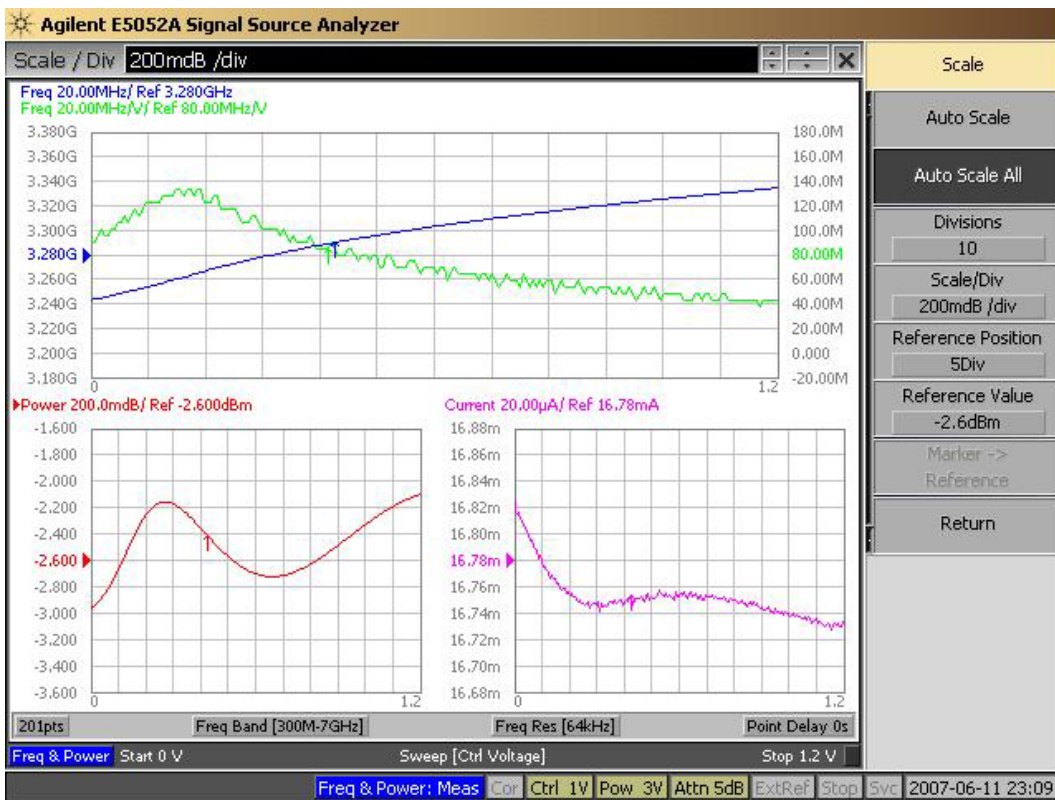 Agilent E5052A Signal Source Analyzer
Scale / Div 200mdB /div
Freq 20.00MHz/ Ref 3.280GHz
Freq 20.00MHz/V/ Ref 80.00MHz/V
3.380G
3.360G
3.340G
3.320G
3.300G
3.280G
3.260G
3.240G
3.220G
3.200G
3.180G
180.0M
160.0M
140.0M
120.0M
100.0M
80.00M
60.00M
40.00M
20.00M
0.000
-20.00M
0
1.2
Power 200.0mdB/ Ref -2.600dBm
-1.600
-1.800
-2.000
-2.200
-2.400
-2.600
-2.800
-3.000
-3.200
-3.400
-3.600
0
1.2
Current 20.00µA/ Ref 16.78mA
16.88m
16.86m
16.84m
16.82m
16.80m
16.78m
16.76m
16.74m
16.72m
16.70m
16.68m
0
1.2
201pts Freq Band [300M-7GHz] Freq Res [64kHz] Point Delay 0s
Freq & Power Start 0 V Sweep [Ctrl Voltage] Stop 1.2 V
Scale
Auto Scale
Auto Scale All
Divisions
10
Scale/Div
200mdB /div
Reference Position
5Div
Reference Value
-2.6dBm
Marker ->
Reference
Return
Freq & Power: Meas Cor Ctrl 1V Pow 3V Attn 5dB ExtRef Stop Svc 2007-06-11 23:09